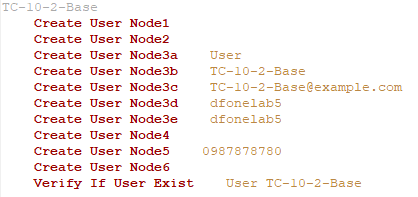 TC-10-2-Base
Create User Node1
Create User Node2
Create User Node3a User
Create User Node3b TC-10-2-Base
Create User Node3c TC-10-2-Base@example.com
Create User Node3d dfonelab5
Create User Node3e dfonelab5
Create User Node4
Create User Node5 0987878780
Create User Node6
Verify If User Exist User TC-10-2-Base